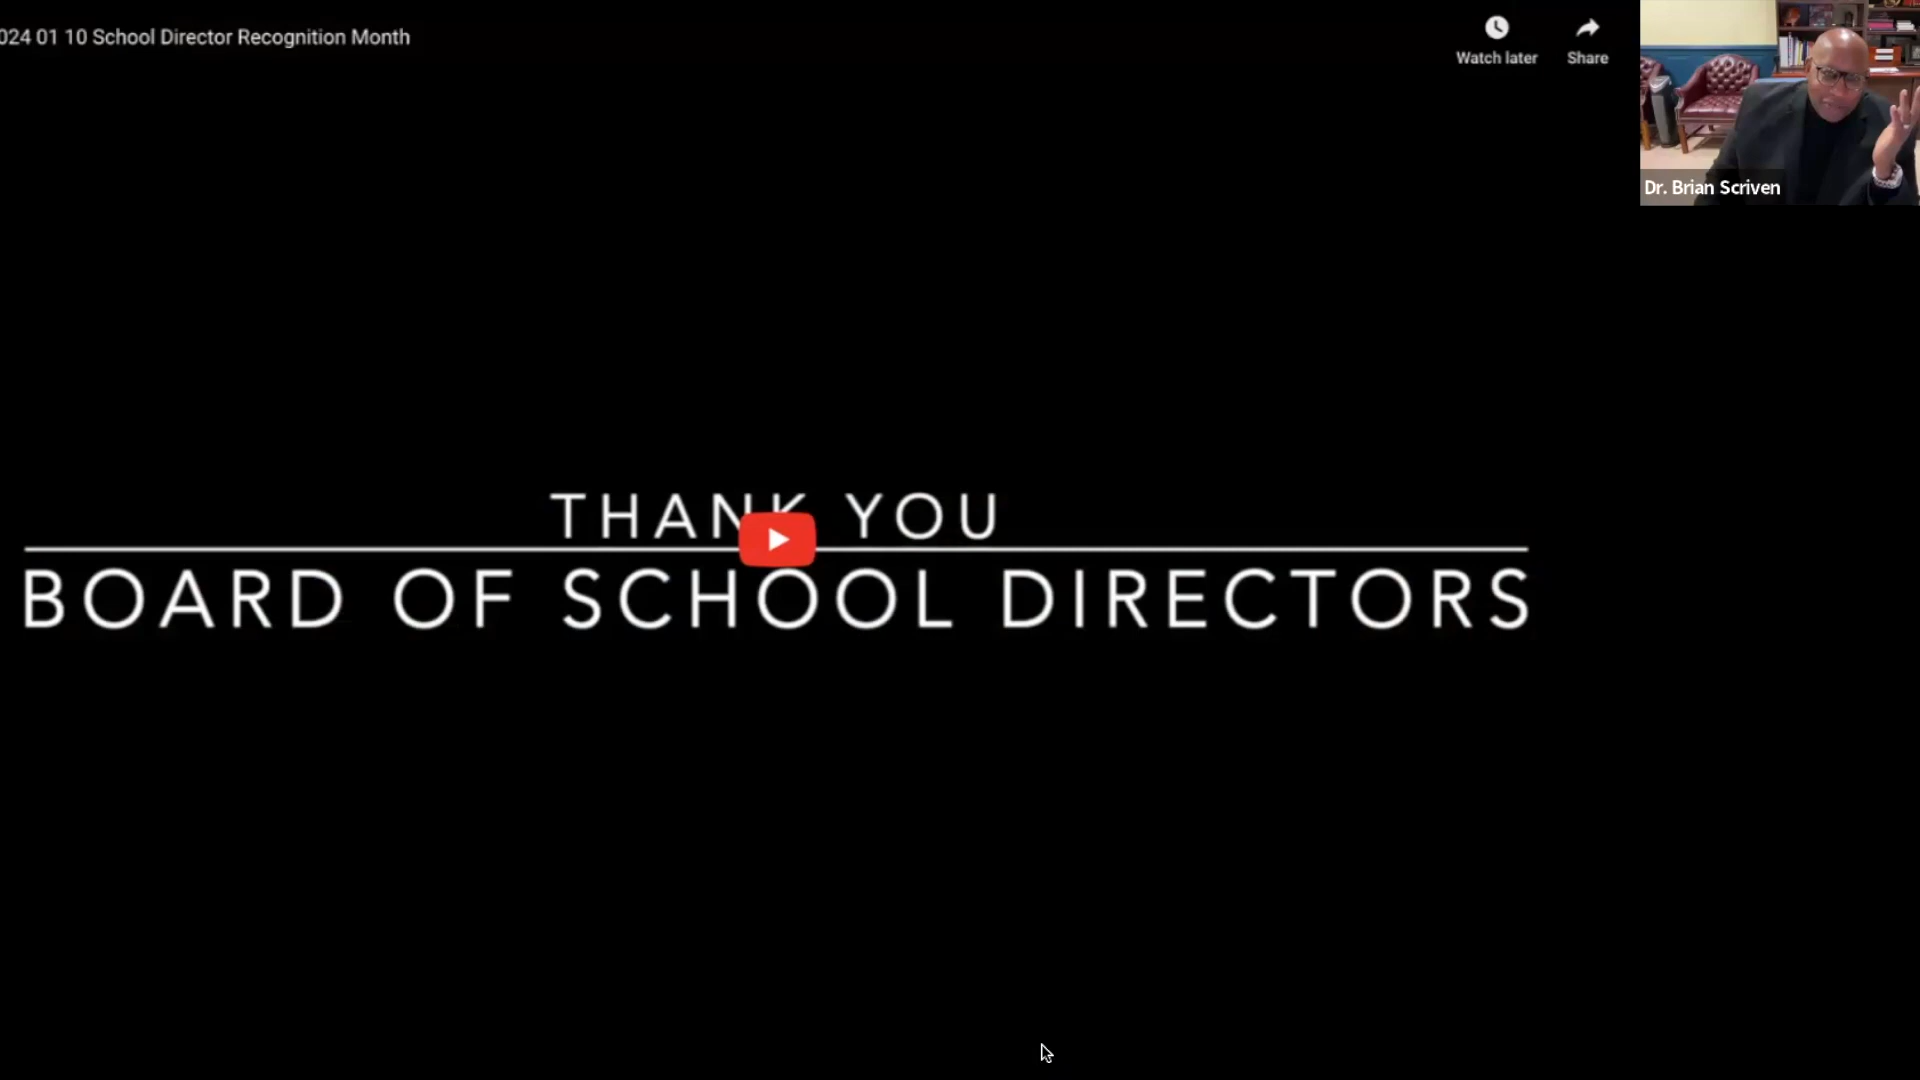 024 01 10 School Director Recognition Month
Watch later
Share
Dr. Brian Scriven
THANK YOU
BOARD OF SCHOOL DIRECTORS